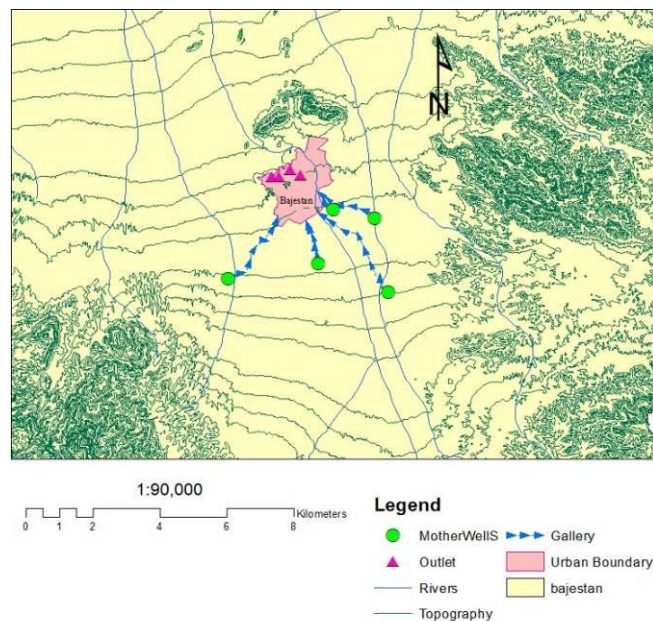 N
Bajestan
1:90,000
Kilometers
0 1 2 4 6 8
Legend
MotherWellS
Gallery
Outlet
Urban Boundary
Rivers
bajestan
Topography